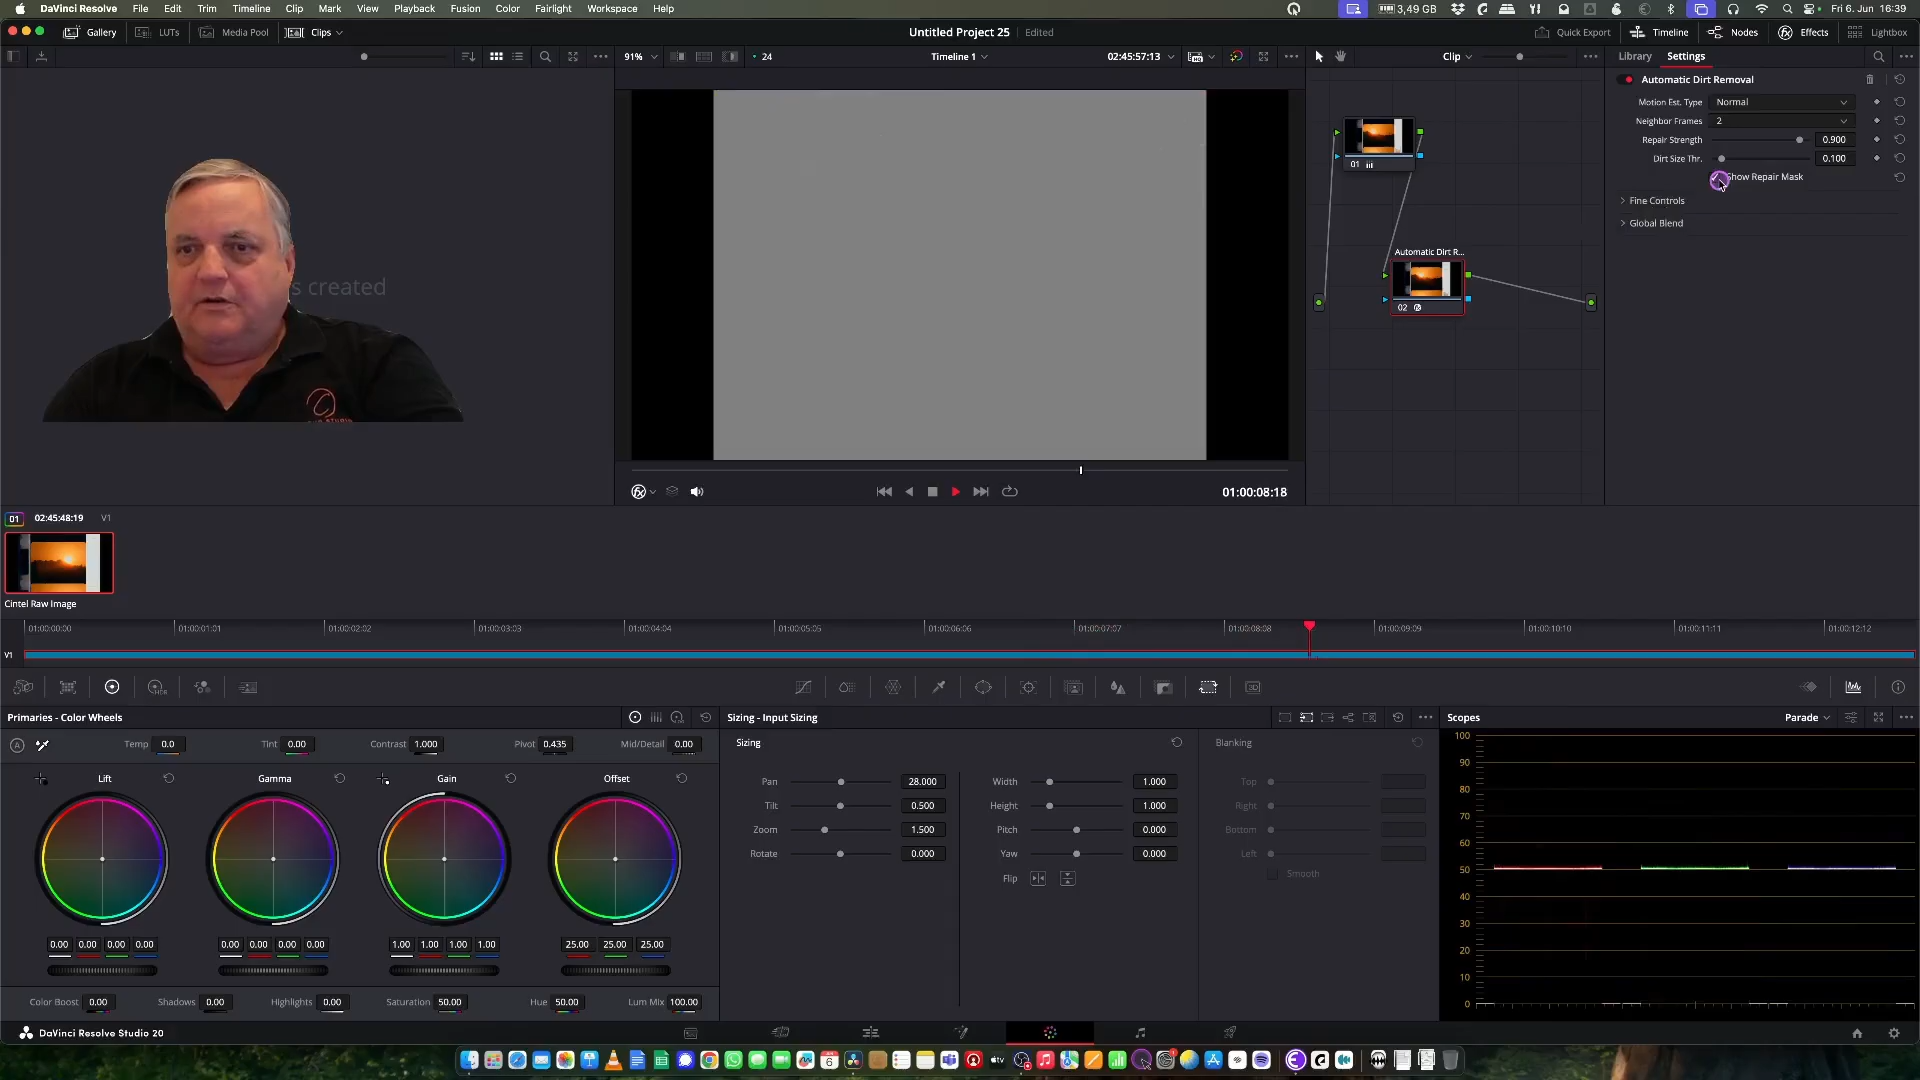 DaVinci Resolve File Edit Trim Timeline Clip Mark View Playback Fusion Color Fairlight Workspace Help 3,49 GB Fri 6. Jun 16:39
Gallery LUTs Media Pool Clips Untitled Project 25 Edited Quick Export Timeline Nodes Effects Lightbox
91% 24 Timeline 1 02:45:57:13 Clip Library Settings
Automatic Dirt Removal
Motion Est. Type Normal
Neighbor Frames 2
Repair Strength 0.900
Dirt Size Thr. 0.100
Show Repair Mask
Fine Controls
Global Blend
01
Automatic Dirt R...
02
s created
01:00:08:18
01 02:45:48:19 V1
Cintel Raw Image
01:00:00:00 01:00:01:01 01:00:02:02 01:00:03:03 01:00:04:04 01:00:05:05 01:00:06:06 01:00:07:07 01:00:08:08 01:00:09:09 01:00:10:10 01:00:11:11 01:00:12:12
V1
Primaries - Color Wheels
Temp 0.0 Tint 0.00 Contrast 1.000 Pivot 0.435 Mid/Detail 0.00
Lift Gamma Gain Offset
0.00 0.00 0.00 0.00 0.00 0.00 0.00 0.00 1.00 1.00 1.00 1.00 25.00 25.00 25.00
Color Boost 0.00 Shadows 0.00 Highlights 0.00 Saturation 50.00 Hue 50.00 Lum Mix 100.00
Sizing - Input Sizing
Sizing
Pan 28.000 Width 1.000
Tilt 0.500 Height 1.000
Zoom 1.500 Pitch 0.000
Rotate 0.000 Yaw 0.000
Flip
Blanking
Top
Right
Bottom
Left
Smooth
Scopes Parade
100
90
80
70
60
50
40
30
20
10
0
DaVinci Resolve Studio 20